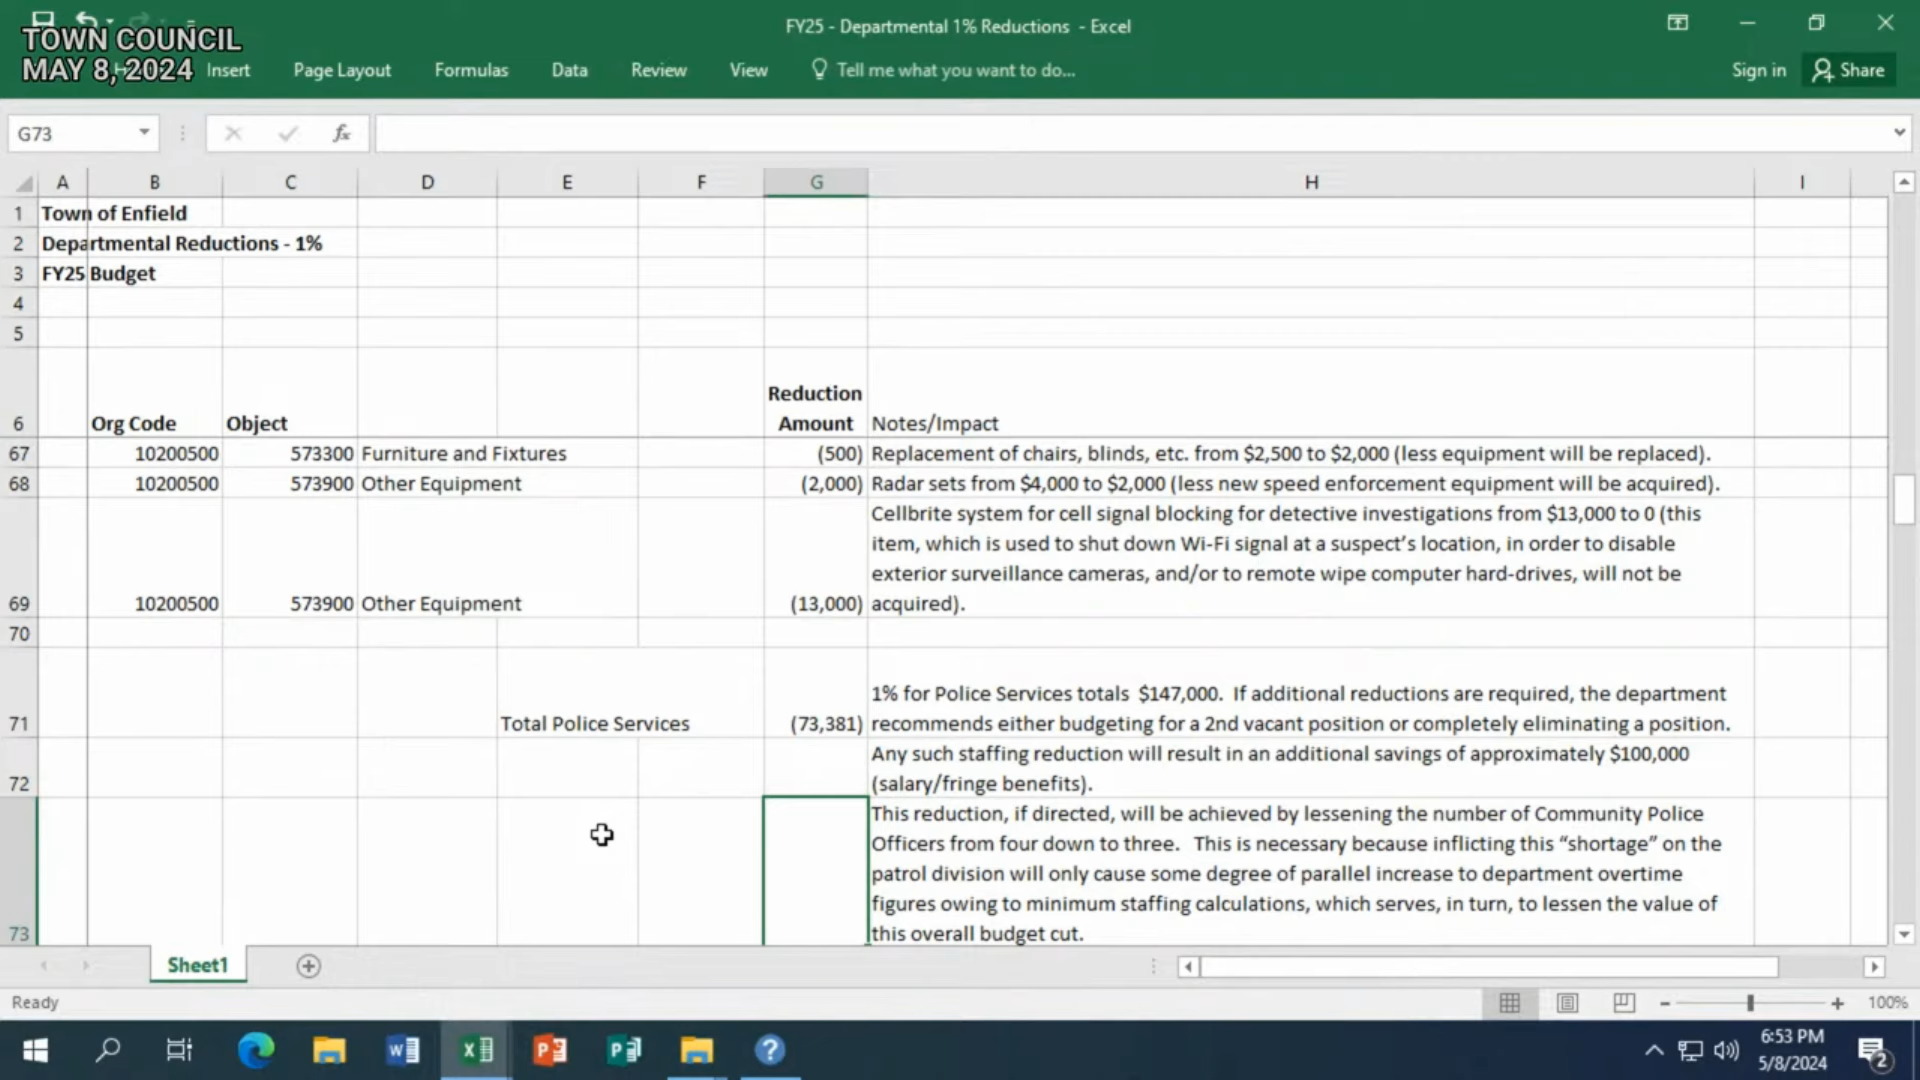 TOWN COUNCIL
MAY 8, 2024
FY25 - Departmental 1% Reductions - Excel
Insert Page Layout Formulas Data Review View Tell me what you want to do... Sign in Share
G73 fx
A B C D E F G H I
1 Town of Enfield
2 Departmental Reductions - 1%
3 FY25 Budget
4
5
Reduction
6 Org Code Object Amount Notes/Impact
67 10200500 573300 Furniture and Fixtures (500) Replacement of chairs, blinds, etc. from $2,500 to $2,000 (less equipment will be replaced).
68 10200500 573900 Other Equipment (2,000) Radar sets from $4,000 to $2,000 (less new speed enforcement equipment will be acquired).
Cellbrite system for cell signal blocking for detective investigations from $13,000 to 0 (this
item, which is used to shut down Wi-Fi signal at a suspect's location, in order to disable
exterior surveillance cameras, and/or to remote wipe computer hard-drives, will not be
69 10200500 573900 Other Equipment (13,000) acquired).
70
1% for Police Services totals $147,000. If additional reductions are required, the department
71 Total Police Services (73,381) recommends either budgeting for a 2nd vacant position or completely eliminating a position.
Any such staffing reduction will result in an additional savings of approximately $100,000
72 (salary/fringe benefits).
This reduction, if directed, will be achieved by lessening the number of Community Police
Officers from four down to three. This is necessary because inflicting this “shortage” on the
patrol division will only cause some degree of parallel increase to department overtime
figures owing to minimum staffing calculations, which serves, in turn, to lessen the value of
73 this overall budget cut.
Sheet1
Ready 100%
6:53 PM
5/8/2024
2